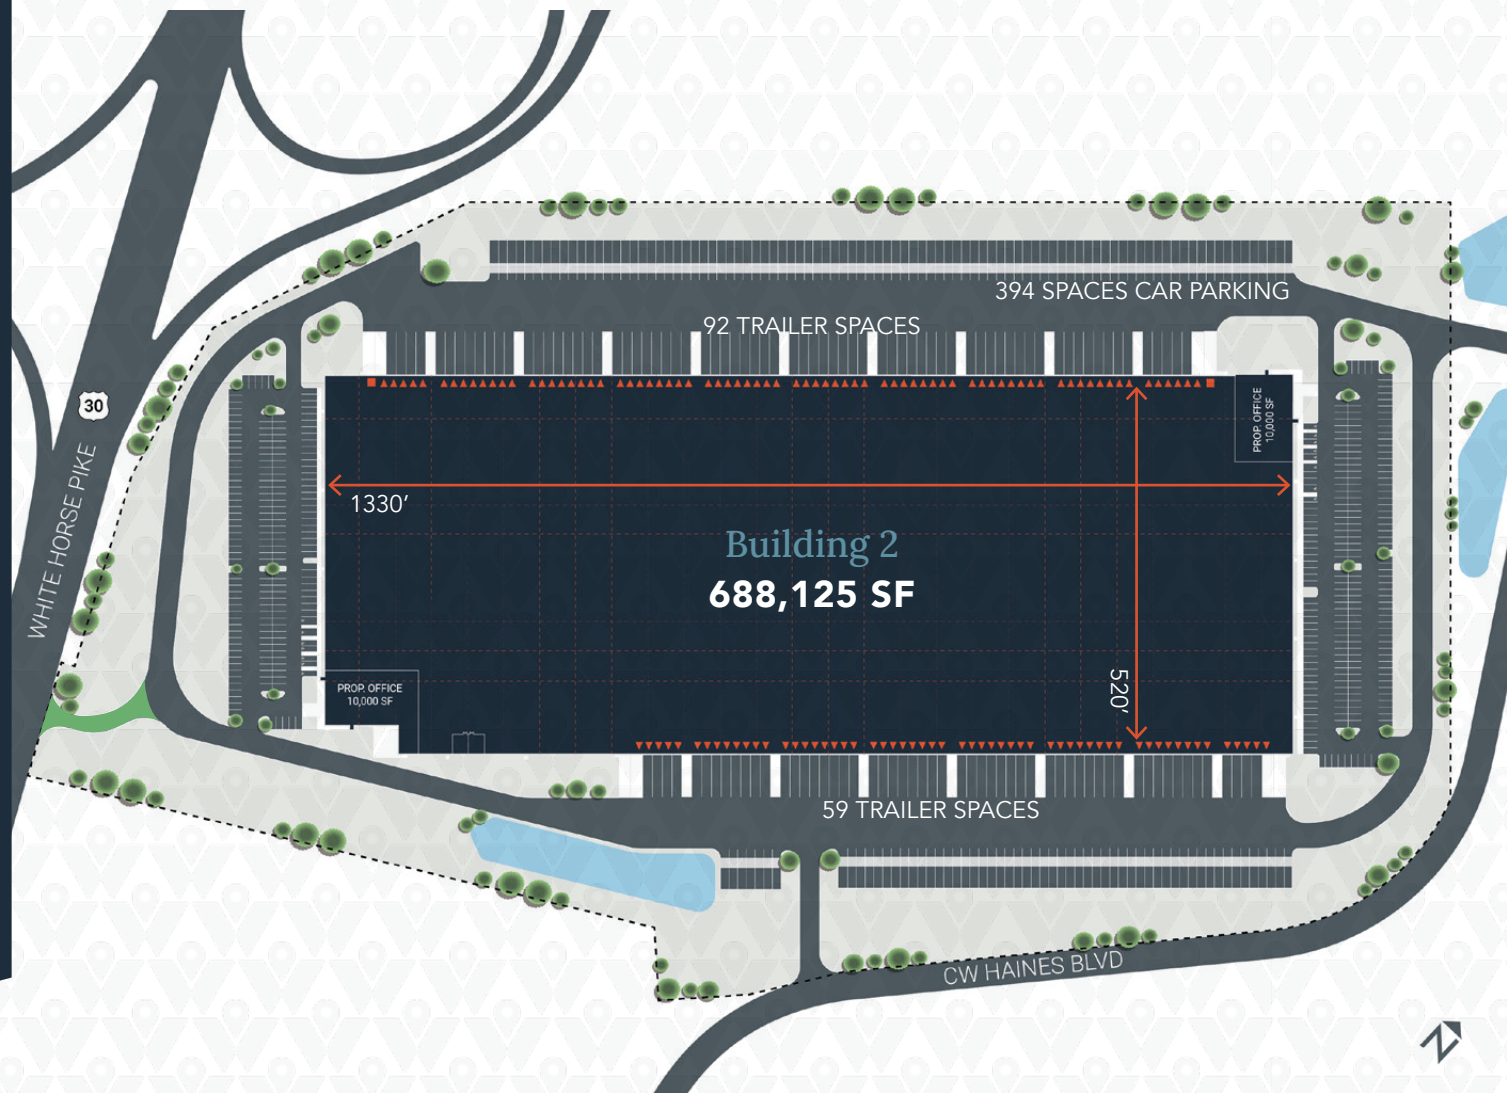 394 SPACES CAR PARKING
92 TRAILER SPACES
30
WHITE HORSE PIKE
PROP. OFFICE
10,000 SF
1330’
Building 2
688,125 SF
520’
PROP. OFFICE
10,000 SF
59 TRAILER SPACES
CW HAINES BLVD
N